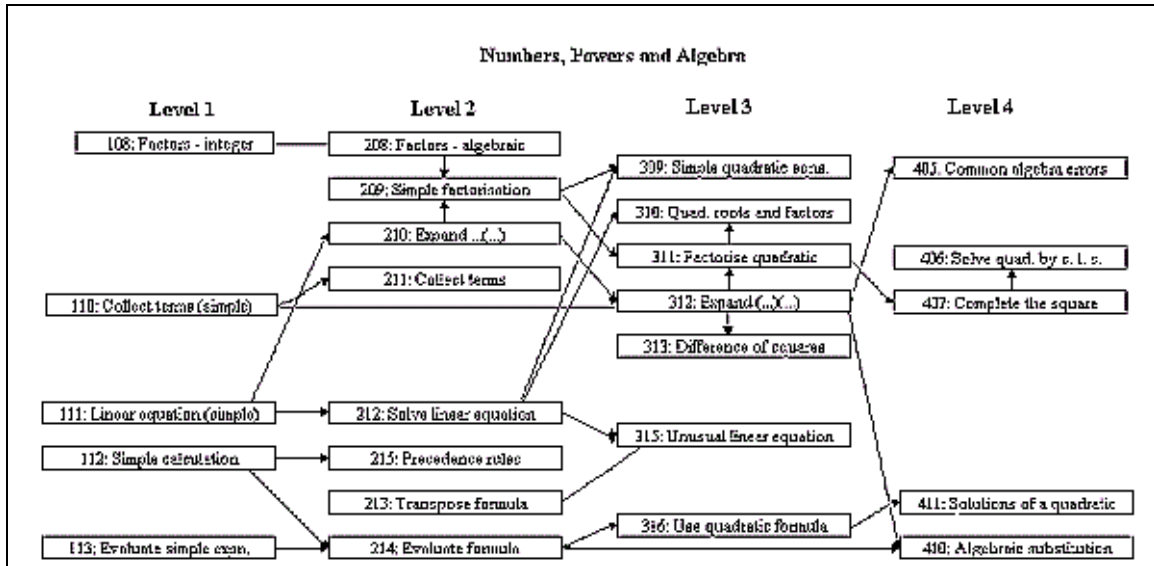 Numbers, Powers and Algebra
Level 1
Level 2
Level 3
Level 4
108: Factors - integer
208: Factors - algebraic
309: Simple quadratic eqns.
405: Common algebra errors
209: Simple factorisation
310: Quad. roots and factors
210: Expand ...(...)
311: Factorise quadratic
406: Solve quad. by c. t. s.
211: Collect terms
110: Collect terms (simple)
312: Expand (...)(...)
407: Complete the square
313: Difference of squares
111: Linear equation (simple)
212: Solve linear equation
315: Unusual linear equation
112: Simple calculation
215: Precedence rules
213: Transpose formula
411: Solutions of a quadratic
Use quadratic formula
113: Evaluate simple expn.
214: Evaluate formula
410: Algebraic substitution